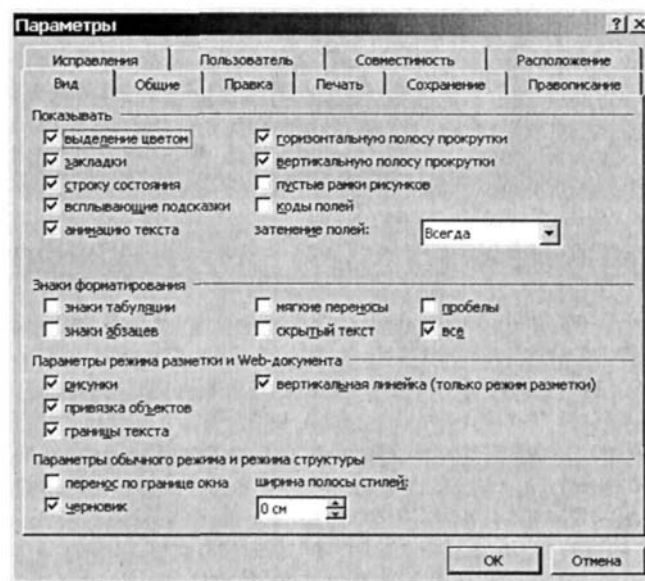 Параметры
Исправления Пользователь Совместимость Расположение
Вид Общие Правка Печать Сохранение Правописание
Показывать
выделение цветом горизонтальную полосу прокрутки
закладки вертикальную полосу прокрутки
строку состояния пустые рамки рисунков
всплывающие подсказки коды полей
анимацию текста затенение полей: Всегда
Знаки форматирования
знаки табуляции мягкие переносы пробелы
знаки абзацев скрытый текст все
Параметры режима разметки и Web-документа
рисунки вертикальная линейка (только режим разметки)
привязка объектов
границы текста
Параметры обычного режима и режима структуры
перенос по границе окна ширина полосы стилей:
черновик 0 см
ОК Отмена